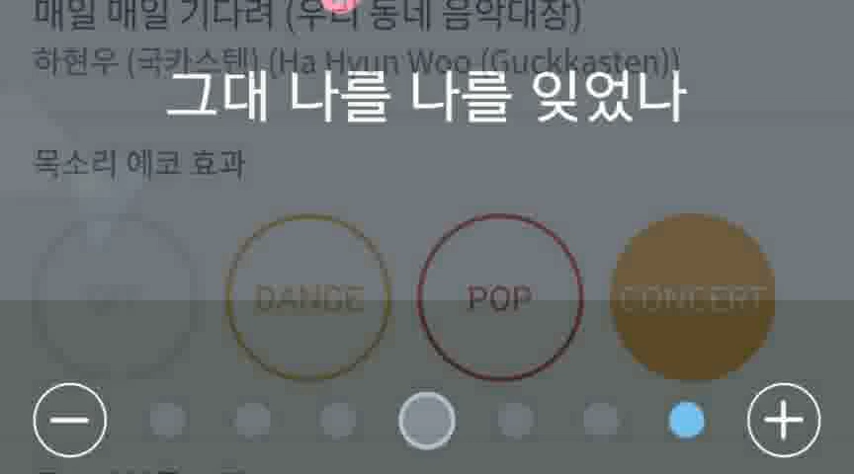 매일 매일 기다려 (우리 동네 음악대장)
하현우 (국카스텐) (Ha Hyun Woo (Guckkasten))
그대 나를 나를 잊었나
목소리 에코 효과
DANCE POP CONCERT